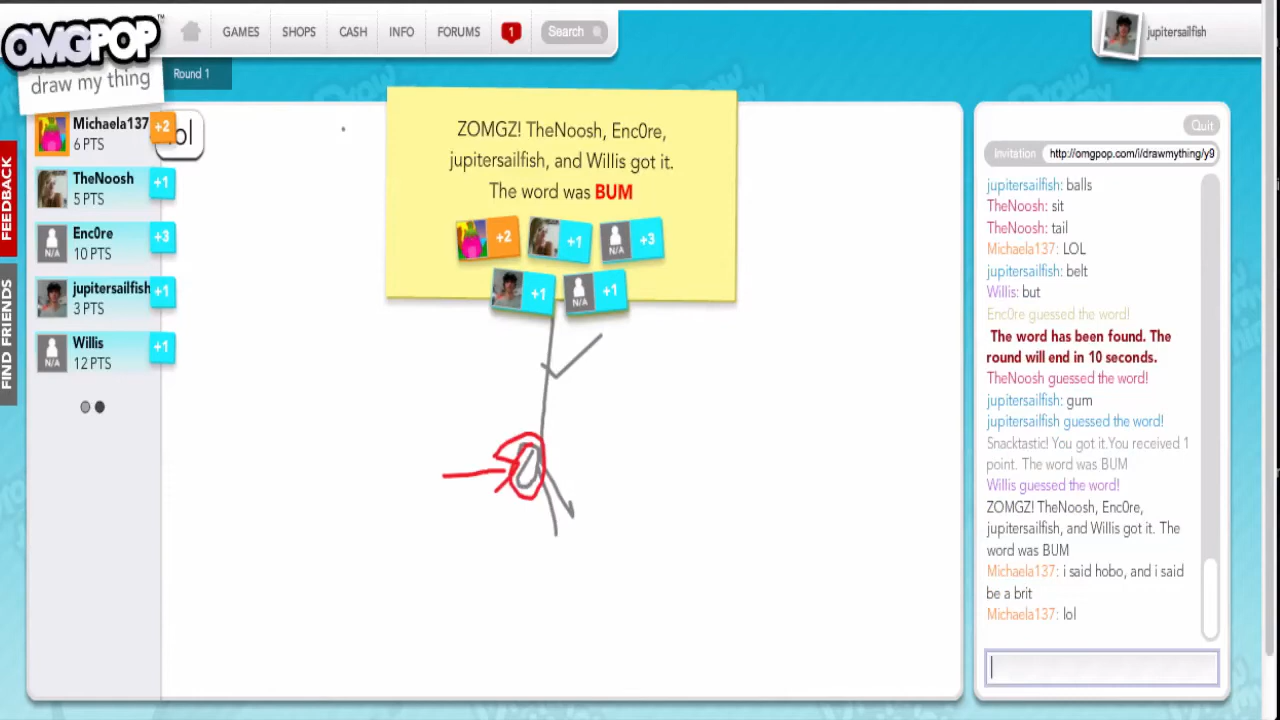 OMGPOP™
draw my thing
GAMES
SHOPS
CASH
INFO
FORUMS
1
Search
jupitersailfish
Round 1
FEEDBACK
FIND FRIENDS
Michaela137
6 PTS
+2
lol
TheNoosh
5 PTS
+1
Enc0re
10 PTS
+3
jupitersailfish
3 PTS
+1
Willis
12 PTS
+1
N/A
N/A
ZOMGZ! TheNoosh, Enc0re,
jupitersailfish, and Willis got it.
The word was BUM
+2
+1
N/A
+3
+1
N/A
+1
Quit
Invitation http://omgpop.com/i/drawmything/y9
jupitersailfish: balls
TheNoosh: sit
TheNoosh: tail
Michaela137: LOL
jupitersailfish: belt
Willis: but
Enc0re guessed the word!
The word has been found. The
round will end in 10 seconds.
TheNoosh guessed the word!
jupitersailfish: gum
jupitersailfish guessed the word!
Snacktastic! You got it.You received 1
point. The word was BUM
Willis guessed the word!
ZOMGZ! TheNoosh, Enc0re,
jupitersailfish, and Willis got it. The
word was BUM
Michaela137: i said hobo, and i said
be a brit
Michaela137: lol